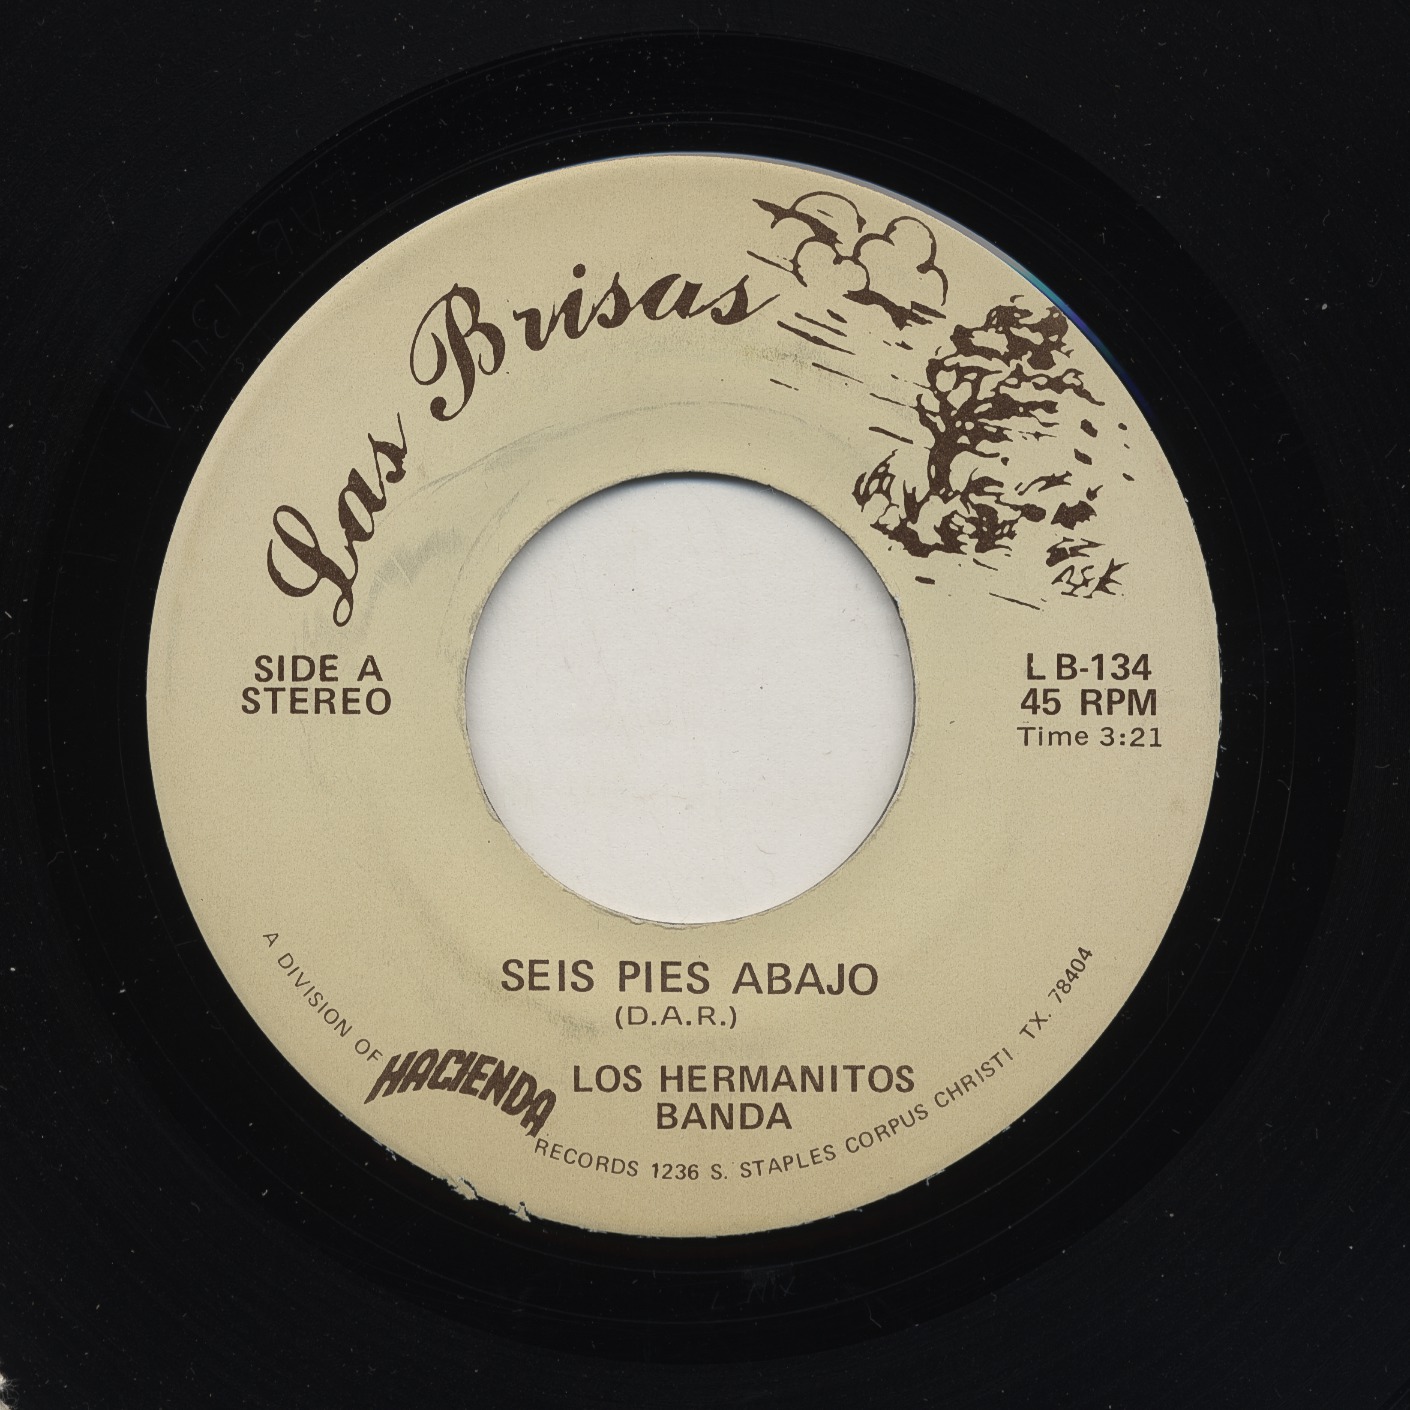 Las Brisas
SIDE A
STEREO
L B-134
45 RPM
Time 3:21
SEIS PIES ABAJO
(D.A.R.)
LOS HERMANITOS
BANDA
A DIVISION OF HACIENDA RECORDS 1236 S. STAPLES CORPUS CHRISTI TX. 78404